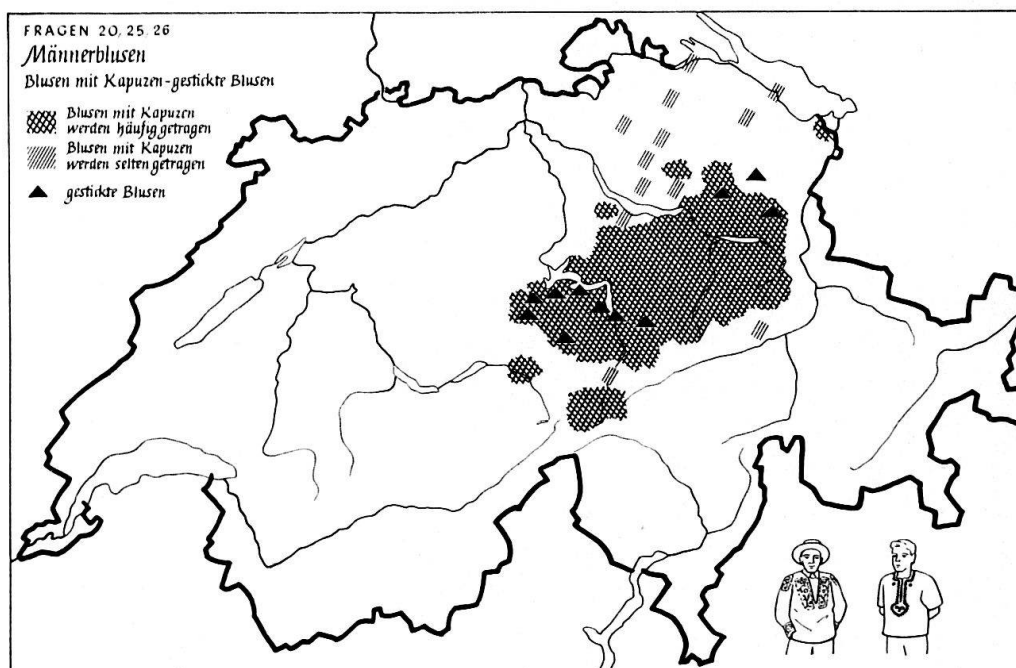 FRAGEN 20, 25, 26
Männerblusen
Blusen mit Kapuzen-gestickte Blusen
Blusen mit Kapuzen
werden häufig getragen
Blusen mit Kapuzen
werden selten getragen
gestickte Blusen